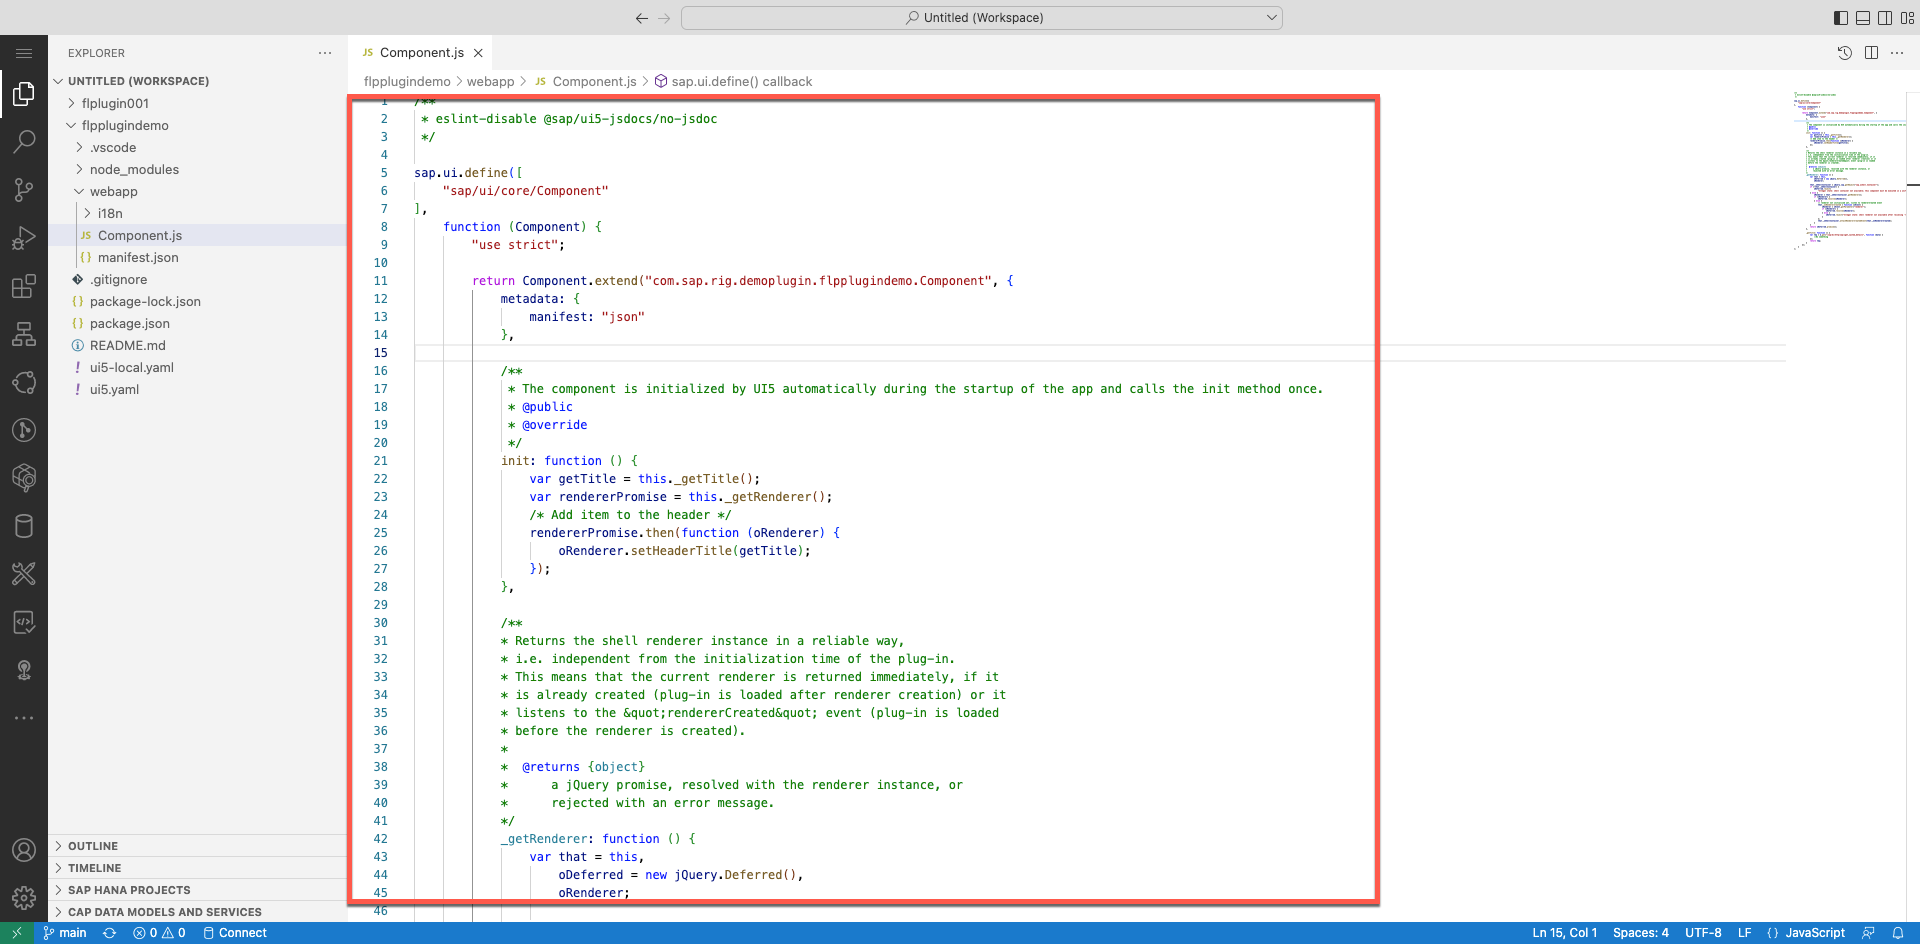 Untitled (Workspace)
EXPLORER
UNTITLED (WORKSPACE)
flplugin001
flpplugindemo
.vscode
node_modules
webapp
i18n
JS Component.js
{} manifest.json
.gitignore
{} package-lock.json
{} package.json
README.md
! ui5-local.yaml
! ui5.yaml
OUTLINE
TIMELINE
SAP HANA PROJECTS
CAP DATA MODELS AND SERVICES
JS Component.js
flpplugindemo > webapp > JS Component.js > sap.ui.define() callback
1 /**
2 * eslint-disable @sap/ui5-jsdocs/no-jsdoc
3 */
4
5 sap.ui.define([
6 "sap/ui/core/Component"
7 ],
8 function (Component) {
9 "use strict";
10
11 return Component.extend("com.sap.rig.demoplugin.flpplugindemo.Component", {
12 metadata: {
13 manifest: "json"
14 },
15
16 /**
17 * The component is initialized by UI5 automatically during the startup of the app and calls the init method once.
18 * @public
19 * @override
20 */
21 init: function () {
22 var getTitle = this._getTitle();
23 var rendererPromise = this._getRenderer();
24 /* Add item to the header */
25 rendererPromise.then(function (oRenderer) {
26 oRenderer.setHeaderTitle(getTitle);
27 });
28 },
29
30 /**
31 * Returns the shell renderer instance in a reliable way,
32 * i.e. independent from the initialization time of the plug-in.
33 * This means that the current renderer is returned immediately, if it
34 * is already created (plug-in is loaded after renderer creation) or it
35 * listens to the &quot;rendererCreated&quot; event (plug-in is loaded
36 * before the renderer is created).
37 *
38 * @returns {object}
39 * a jQuery promise, resolved with the renderer instance, or
40 * rejected with an error message.
41 */
42 _getRenderer: function () {
43 var that = this,
44 oDeferred = new jQuery.Deferred(),
45 oRenderer;
46
main 0 0 Connect
Ln 15, Col 1 Spaces: 4 UTF-8 LF {} JavaScript